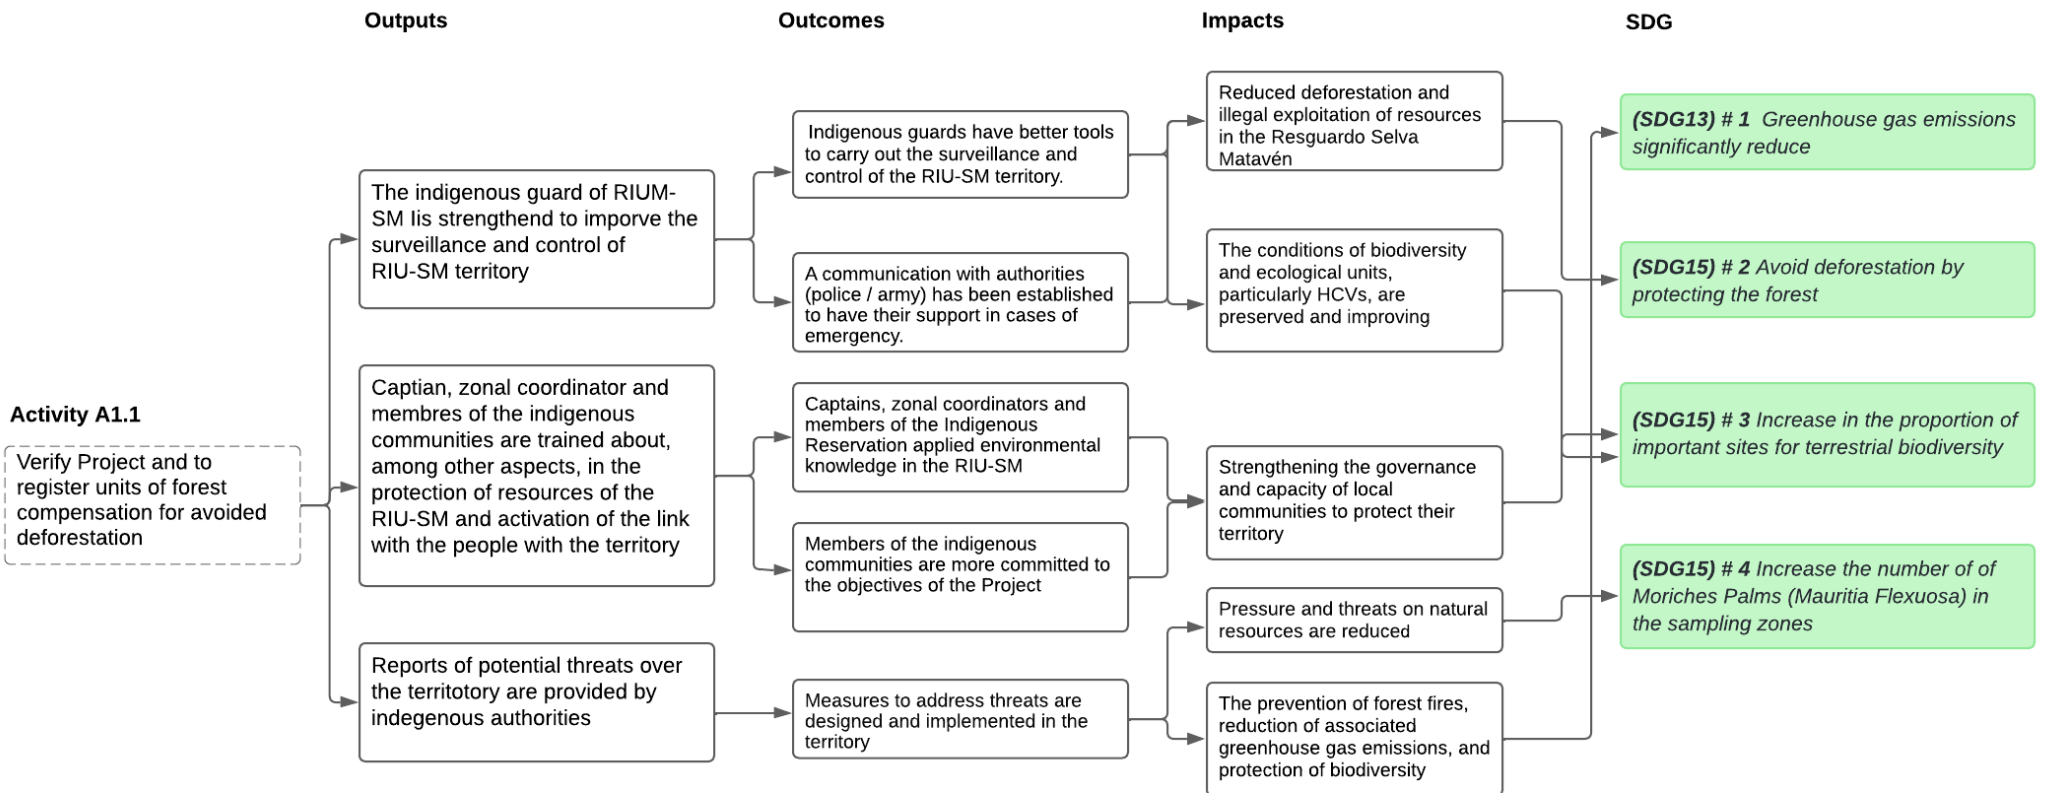 Outputs
Outcomes
Impacts
SDG
Activity A1.1
Verify Project and to
register units of forest
compensation for avoided
deforestation
The indigenous guard of RIUM-
SM Iis strengthend to imporve the
surveillance and control of
RIU-SM territory
Captian, zonal coordinator and
membres of the indigenous
communities are trained about,
among other aspects, in the
protection of resources of the
RIU-SM and activation of the link
with the people with the territory
Reports of potential threats over
the territotory are provided by
indegenous authorities
Indigenous guards have better tools
to carry out the surveillance and
control of the RIU-SM territory.
A communication with authorities
(police / army) has been established
to have their support in cases of
emergency.
Captains, zonal coordinators and
members of the Indigenous
Reservation applied environmental
knowledge in the RIU-SM
Members of the indigenous
communities are more committed to
the objectives of the Project
Measures to address threats are
designed and implemented in the
territory
Reduced deforestation and
illegal exploitation of resources
in the Resguardo Selva
Matavén
The conditions of biodiversity
and ecological units,
particularly HCVs, are
preserved and improving
Strengthening the governance
and capacity of local
communities to protect their
territory
Pressure and threats on natural
resources are reduced
The prevention of forest fires,
reduction of associated
greenhouse gas emissions, and
protection of biodiversity
(SDG13) # 1 Greenhouse gas emissions
significantly reduce
(SDG15) # 2 Avoid deforestation by
protecting the forest
(SDG15) # 3 Increase in the proportion of
important sites for terrestrial biodiversity
(SDG15) # 4 Increase the number of of
Moriches Palms (Mauritia Flexuosa) in
the sampling zones